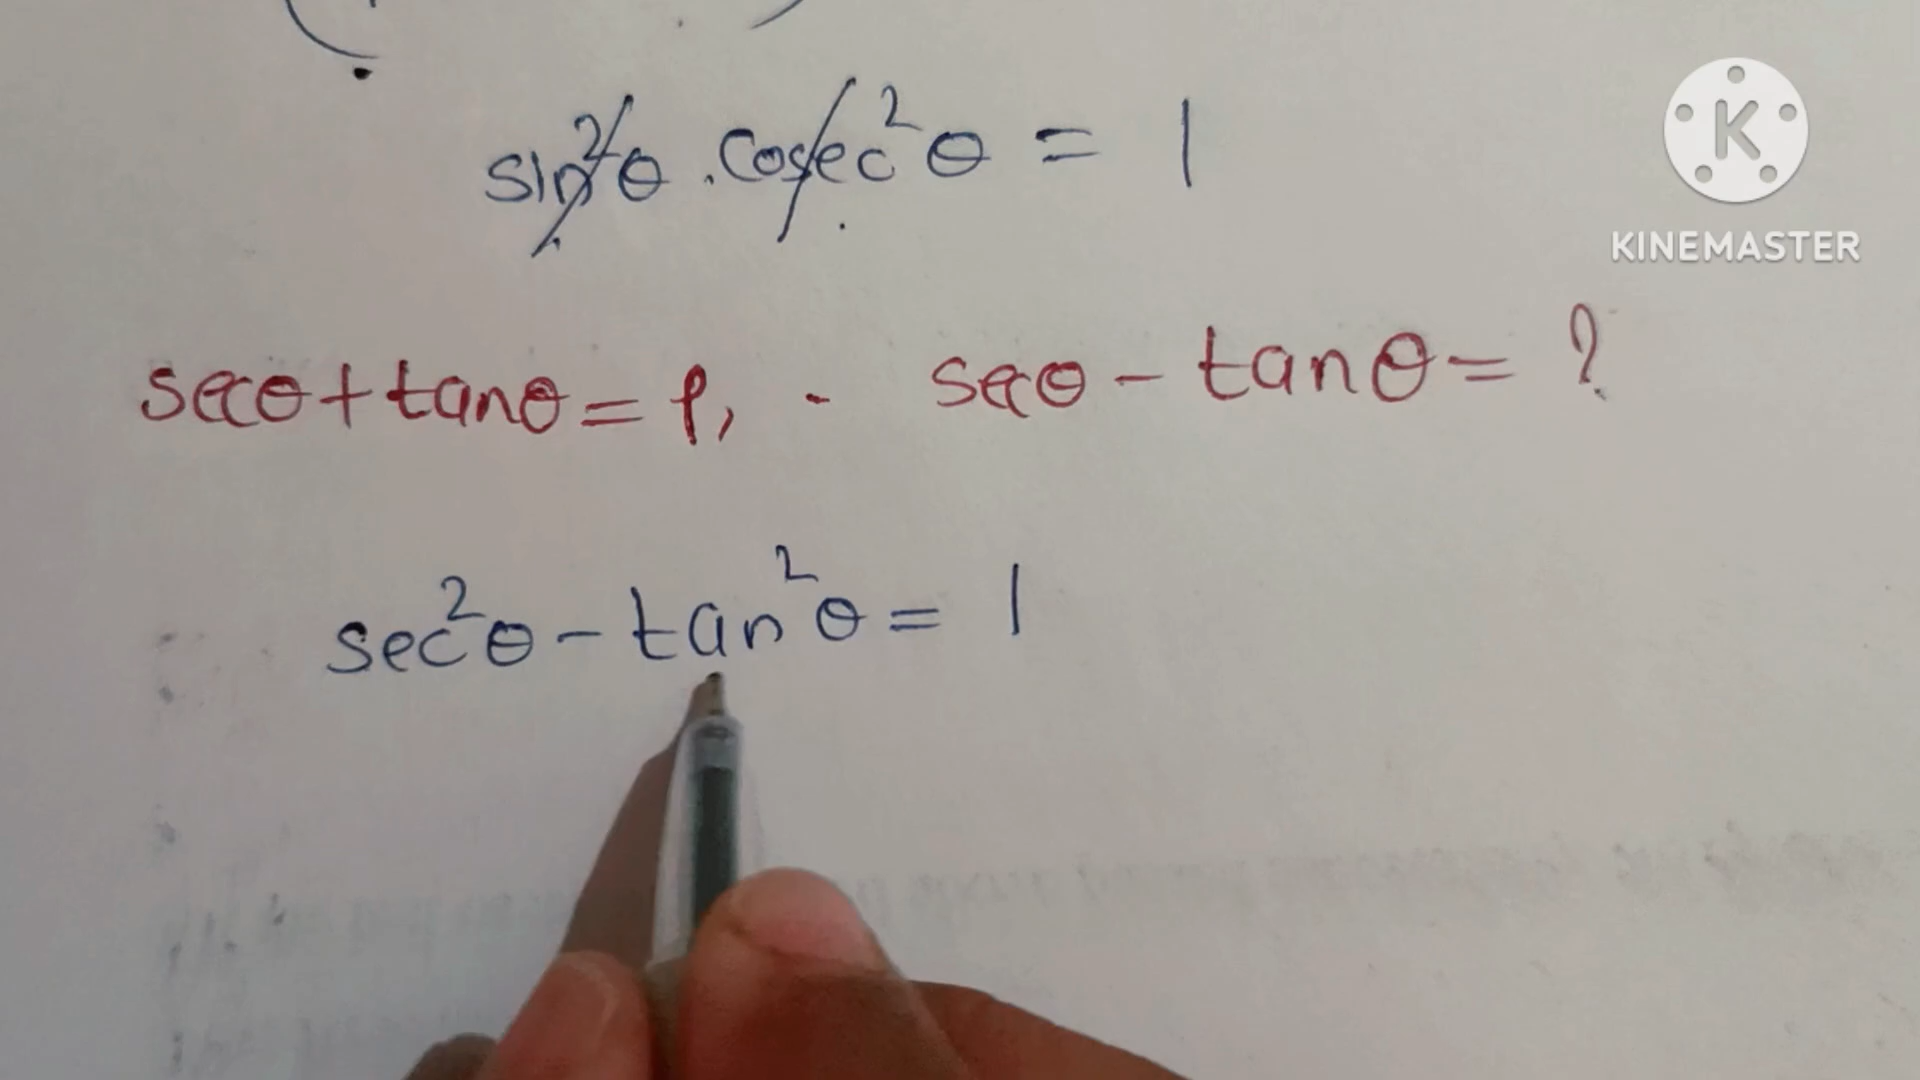 sin²θ . Cosec²θ = 1
KINEMASTER
secθ + tanθ = P, - secθ - tanθ = ?
sec²θ - tan²θ = 1